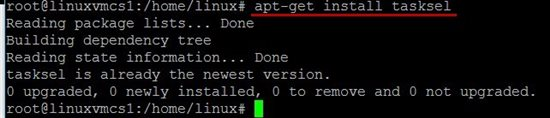 root@linuxvmcs1:/home/linux# apt-get install tasksel
Reading package lists... Done
Building dependency tree
Reading state information... Done
tasksel is already the newest version.
0 upgraded, 0 newly installed, 0 to remove and 0 not upgraded.
root@linuxvmcs1:/home/linux#